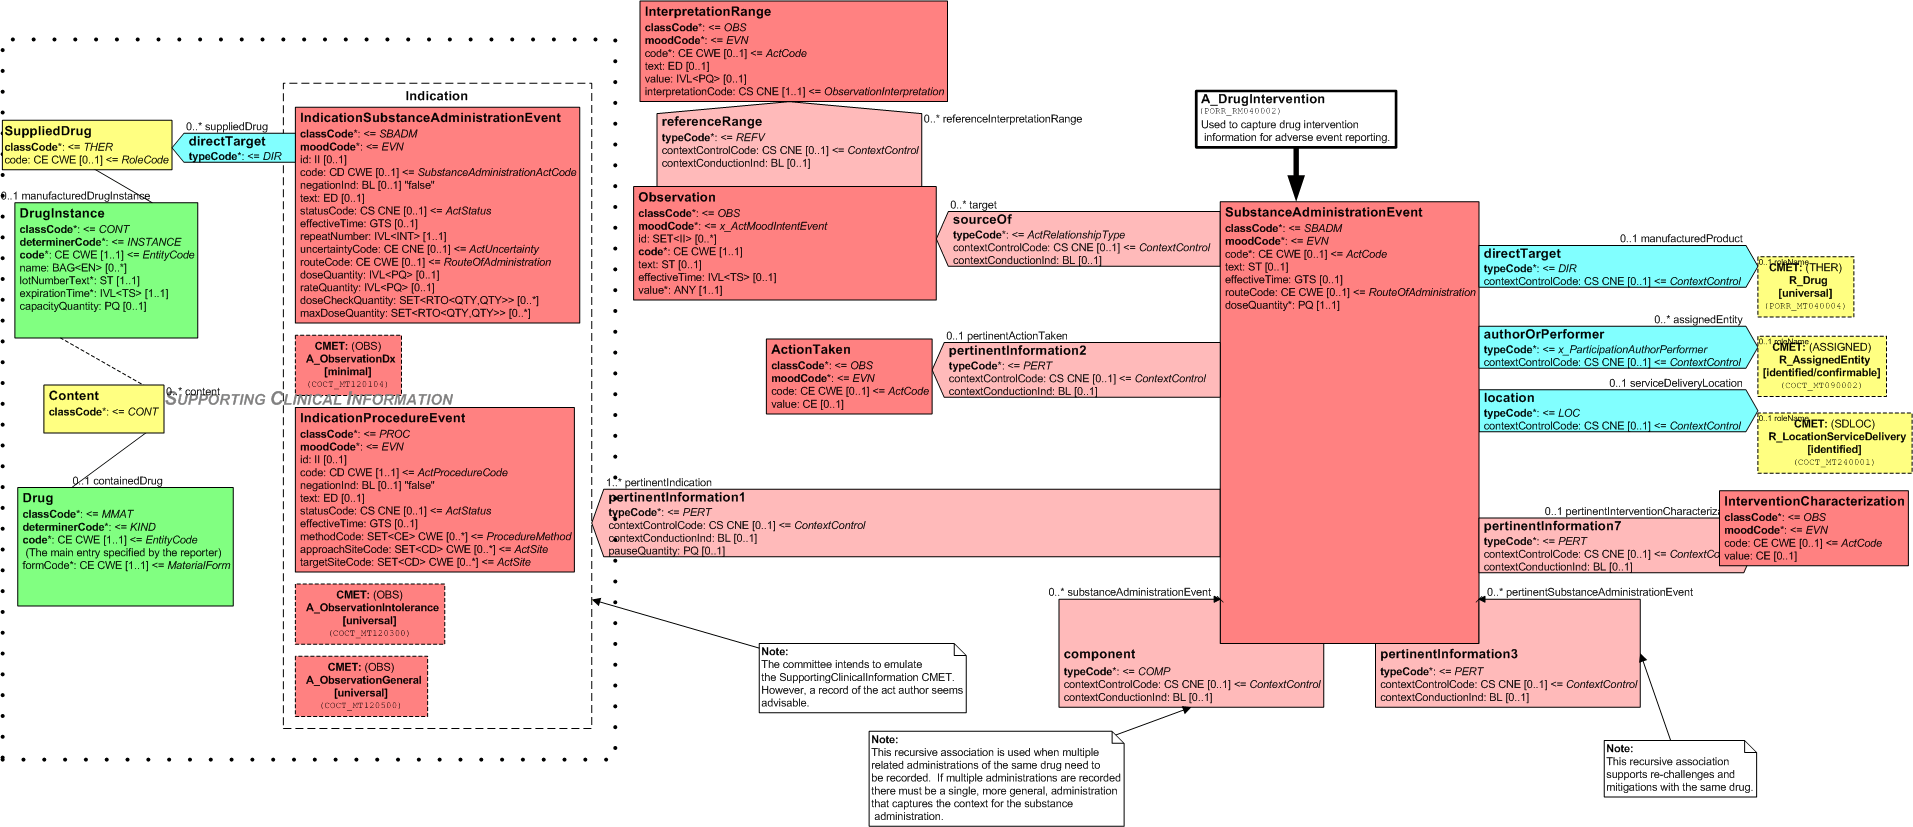 InterpretationRange
classCode*: <= OBS
moodCode*: <= EVN
code*: CE CWE [0..1] <= ActCode
text: ED [0..1]
value: IVL<PQ> [0..1]
interpretationCode: CS CNE [1..1] <= ObservationInterpretation
0..* referenceInterpretationRange
referenceRange
typeCode*: <= REFV
contextControlCode: CS CNE [0..1] <= ContextControl
contextConductionInd: BL [0..1]
Observation
classCode*: <= OBS
moodCode*: <= x_ActMoodIntentEvent
id: SET<II> [0..*]
code*: CE CWE [1..1]
text: ST [0..1]
effectiveTime: IVL<TS> [0..1]
value*: ANY [1..1]
0..* target
sourceOf
typeCode*: <= ActRelationshipType
contextControlCode: CS CNE [0..1] <= ContextControl
contextConductionInd: BL [0..1]
A_DrugIntervention
(PORR_RM040002)
Used to capture drug intervention
information for adverse event reporting.
SubstanceAdministrationEvent
classCode*: <= SBADM
moodCode*: <= EVN
code*: CE CWE [0..1] <= ActCode
text: ST [0..1]
effectiveTime: GTS [0..1]
routeCode: CE CWE [0..1] <= RouteOfAdministration
doseQuantity*: PQ [1..1]
0..1 manufacturedProduct
directTarget
typeCode*: <= DIR
contextControlCode: CS CNE [0..1] <= ContextControl
0..1 roleName
CMET: (THER)
R_Drug
[universal]
(PORR_MT040004)
0..* assignedEntity
authorOrPerformer
typeCode*: <= x_ParticipationAuthorPerformer
contextControlCode: CS CNE [0..1] <= ContextControl
0..1 roleName
CMET: (ASSIGNED)
R_AssignedEntity
[identified/confirmable]
(COCT_MT090002)
0..1 serviceDeliveryLocation
location
typeCode*: <= LOC
contextControlCode: CS CNE [0..1] <= ContextControl
0..1 roleName
CMET: (SDLOC)
R_LocationServiceDelivery
[identified]
(COCT_MT240001)
Indication
IndicationSubstanceAdministrationEvent
classCode*: <= SBADM
moodCode*: <= EVN
id: II [0..1]
code: CD CWE [0..1] <= SubstanceAdministrationActCode
negationInd: BL [0..1] "false"
text: ED [0..1]
statusCode: CS CNE [0..1] <= ActStatus
effectiveTime: GTS [0..1]
repeatNumber: IVL<INT> [1..1]
uncertaintyCode: CE CNE [0..1] <= ActUncertainty
routeCode: CE CWE [0..1] <= RouteOfAdministration
doseQuantity: IVL<PQ> [0..1]
rateQuantity: IVL<PQ> [0..1]
doseCheckQuantity: SET<RTO<QTY,QTY>> [0..*]
maxDoseQuantity: SET<RTO<QTY,QTY>> [0..*]
0..* suppliedDrug
directTarget
typeCode*: <= DIR
SuppliedDrug
classCode*: <= THER
code: CE CWE [0..1] <= RoleCode
0..1 manufacturedDrugInstance
DrugInstance
classCode*: <= CONT
determinerCode*: <= INSTANCE
code*: CE CWE [1..1] <= EntityCode
name: BAG<EN> [0..*]
lotNumberText*: ST [1..1]
expirationTime*: IVL<TS> [1..1]
capacityQuantity: PQ [0..1]
0..* content
Content
classCode*: <= CONT
0..1 containedDrug
Drug
classCode*: <= MMAT
determinerCode*: <= KIND
code*: CE CWE [1..1] <= EntityCode
(The main entry specified by the reporter)
formCode*: CE CWE [1..1] <= MaterialForm
SUPPORTING CLINICAL INFORMATION
CMET: (OBS)
A_ObservationDx
[minimal]
(COCT_MT120104)
IndicationProcedureEvent
classCode*: <= PROC
moodCode*: <= EVN
id: II [0..1]
code: CD CWE [1..1] <= ActProcedureCode
negationInd: BL [0..1] "false"
text: ED [0..1]
statusCode: CS CNE [0..1] <= ActStatus
effectiveTime: GTS [0..1]
methodCode: SET<CE> CWE [0..*] <= ProcedureMethod
approachSiteCode: SET<CD> CWE [0..*] <= ActSite
targetSiteCode: SET<CD> CWE [0..*] <= ActSite
CMET: (OBS)
A_ObservationIntolerance
[universal]
(COCT_MT120300)
CMET: (OBS)
A_ObservationGeneral
[universal]
(COCT_MT120500)
0..1 pertinentActionTaken
pertinentInformation2
typeCode*: <= PERT
contextControlCode: CS CNE [0..1] <= ContextControl
contextConductionInd: BL [0..1]
ActionTaken
classCode*: <= OBS
moodCode*: <= EVN
code: CE CWE [0..1] <= ActCode
value: CE [0..1]
1..* pertinentIndication
pertinentInformation1
typeCode*: <= PERT
contextControlCode: CS CNE [0..1] <= ContextControl
contextConductionInd: BL [0..1]
pauseQuantity: PQ [0..1]
0..1 pertinentInterventionCharacteriza
pertinentInformation7
typeCode*: <= PERT
contextControlCode: CS CNE [0..1] <= ContextCo
contextConductionInd: BL [0..1]
InterventionCharacterization
classCode*: <= OBS
moodCode*: <= EVN
code: CE CWE [0..1] <= ActCode
value: CE [0..1]
0..* substanceAdministrationEvent
component
typeCode*: <= COMP
contextControlCode: CS CNE [0..1] <= ContextControl
contextConductionInd: BL [0..1]
0..* pertinentSubstanceAdministrationEvent
pertinentInformation3
typeCode*: <= PERT
contextControlCode: CS CNE [0..1] <= ContextControl
contextConductionInd: BL [0..1]
Note:
The committee intends to emulate
the SupportingClinicalInformation CMET.
However, a record of the act author seems
advisable.
Note:
This recursive association is used when multiple
related administrations of the same drug need to
be recorded. If multiple administrations are recorded
there must be a single, more general, administration
that captures the context for the substance
administration.
Note:
This recursive association
supports re-challenges and
mitigations with the same drug.